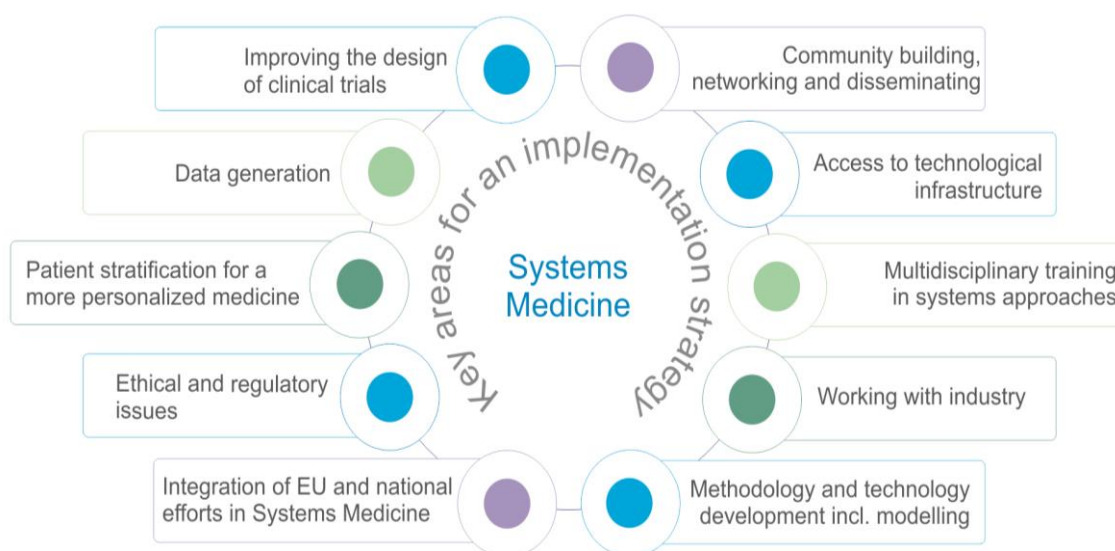 Improving the design
of clinical trials
Community building,
networking and disseminating
Data generation
Access to technological
infrastructure
Key areas for an implementation strategy
Systems
Medicine
Patient stratification for a
more personalized medicine
Multidisciplinary training
in systems approaches
Ethical and regulatory
issues
Working with industry
Integration of EU and national
efforts in Systems Medicine
Methodology and technology
development incl. modelling